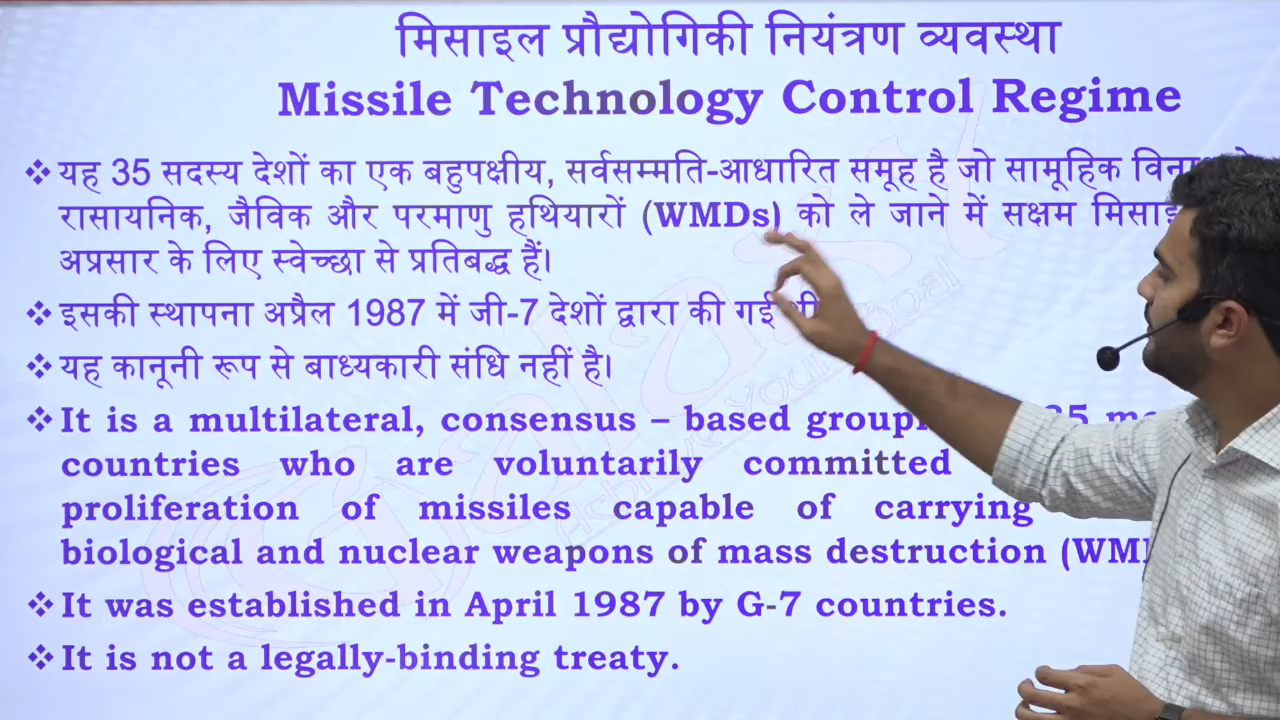 मिसाइल प्रौद्योगिकी नियंत्रण व्यवस्था
Missile Technology Control Regime
❖ यह 35 सदस्य देशों का एक बहुपक्षीय, सर्वसम्मति-आधारित समूह है जो सामूहिक
रासायनिक, जैविक और परमाणु हथियारों (WMDs) को ले जाने में सक्षम
अप्रसार के लिए स्वेच्छा से प्रतिबद्ध हैं।
❖ इसकी स्थापना अप्रैल 1987 में जी-7 देशों द्वारा की गई थी
❖ यह कानूनी रूप से बाध्यकारी संधि नहीं है।
❖ It is a multilateral, consensus – based
countries who are voluntarily committed
proliferation of missiles capable of carrying
biological and nuclear weapons of mass destruction
❖ It was established in April 1987 by G-7 countries.
❖ It is not a legally-binding treaty.